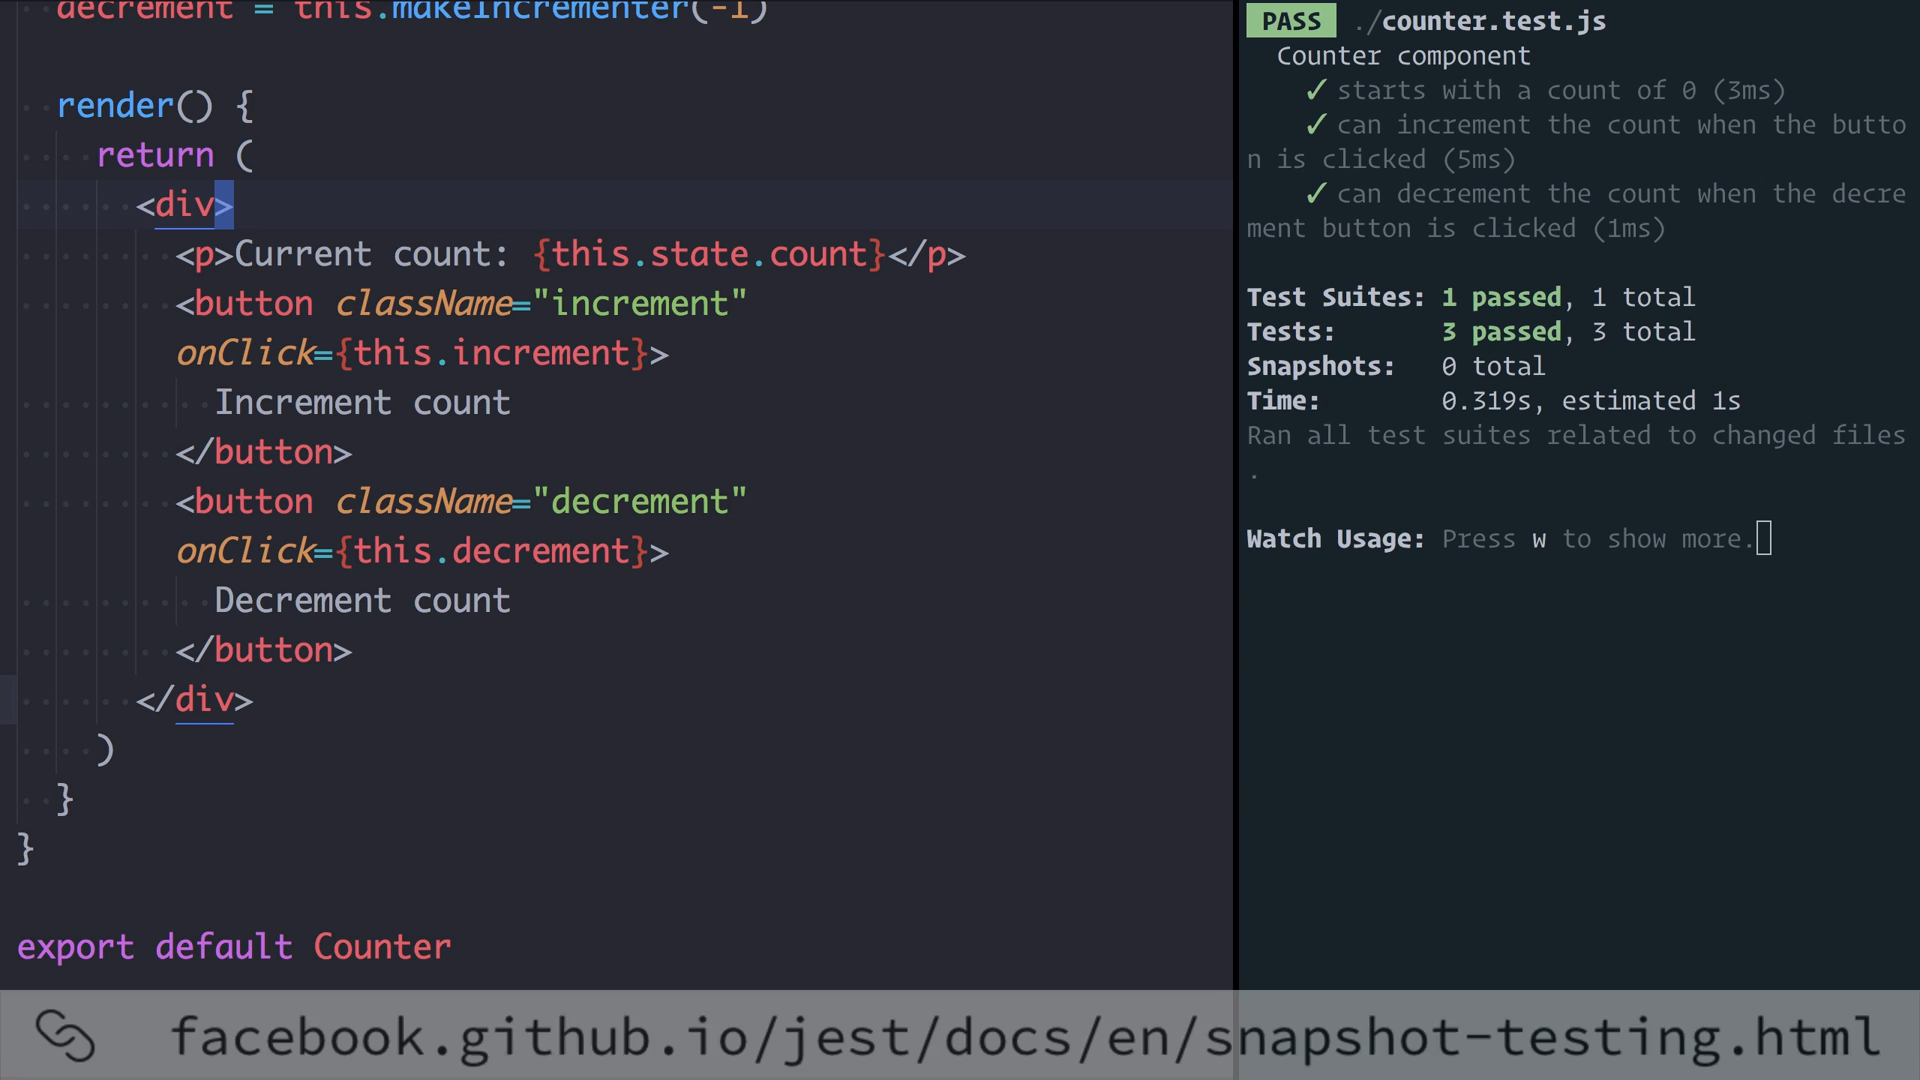 decrement = this.makeIncrementer(-1)
render() {
return (
<div>
<p>Current count: {this.state.count}</p>
<button className="increment"
onClick={this.increment}>
Increment count
</button>
<button className="decrement"
onClick={this.decrement}>
Decrement count
</button>
</div>
)
}
}
export default Counter
PASS ./counter.test.js
Counter component
✓ starts with a count of 0 (3ms)
✓ can increment the count when the butto
n is clicked (5ms)
✓ can decrement the count when the decre
ment button is clicked (1ms)
Test Suites: 1 passed, 1 total
Tests: 3 passed, 3 total
Snapshots: 0 total
Time: 0.319s, estimated 1s
Ran all test suites related to changed files
.
Watch Usage: Press w to show more.
facebook.github.io/jest/docs/en/snapshot-testing.html